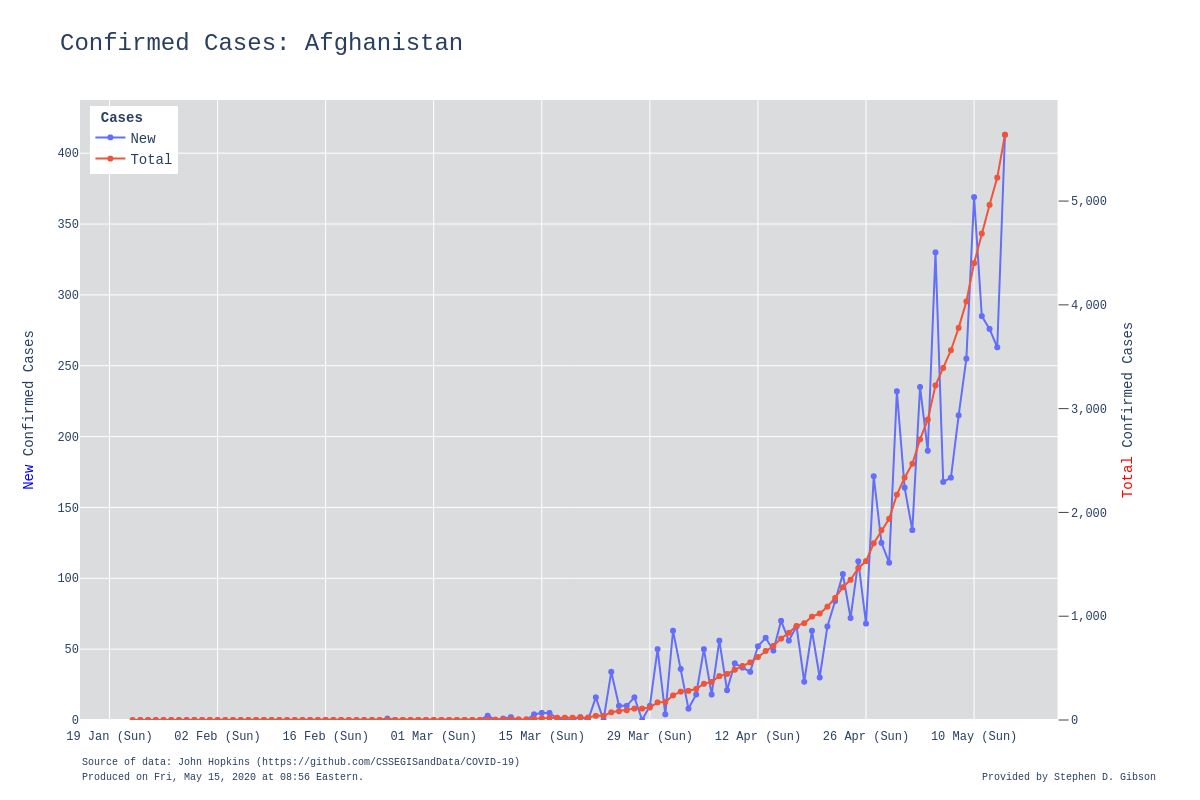 Confirmed Cases: Afghanistan
Cases
New
Total
400
350
300
250
200
150
100
50
0
New Confirmed Cases
5,000
4,000
3,000
2,000
1,000
0
Total Confirmed Cases
19 Jan (Sun) 02 Feb (Sun) 16 Feb (Sun) 01 Mar (Sun) 15 Mar (Sun) 29 Mar (Sun) 12 Apr (Sun) 26 Apr (Sun) 10 May (Sun)
Source of data: John Hopkins (https://github.com/CSSEGISandData/COVID-19)
Produced on Fri, May 15, 2020 at 08:56 Eastern.
Provided by Stephen D. Gibson